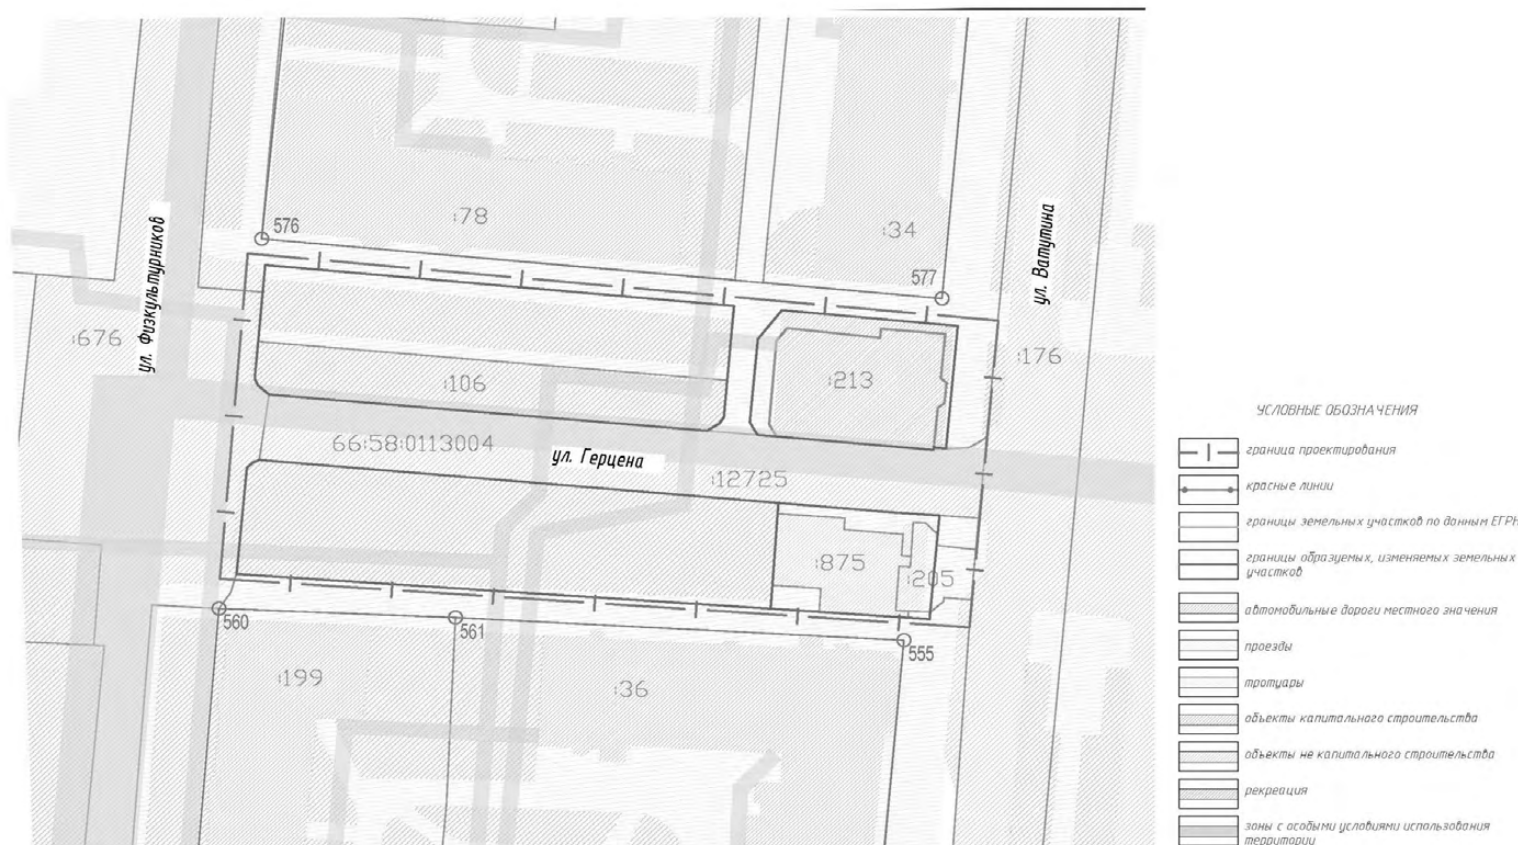 :78
576
:34
577
ул. Физкультурников
ул. Ватутина
:676
:176
:106
:213
66:58:0113004
ул. Герцена
:12725
:875
:205
560
561
555
:199
:36
УСЛОВНЫЕ ОБОЗНАЧЕНИЯ
граница проектирования
красные линии
границы земельных участков по данным ЕГРН
границы образуемых, изменяемых земельных
участков
автомобильные дороги местного значения
проезды
тротуары
объекты капитального строительства
объекты не капитального строительства
рекреация
зоны с особыми условиями использования
территории